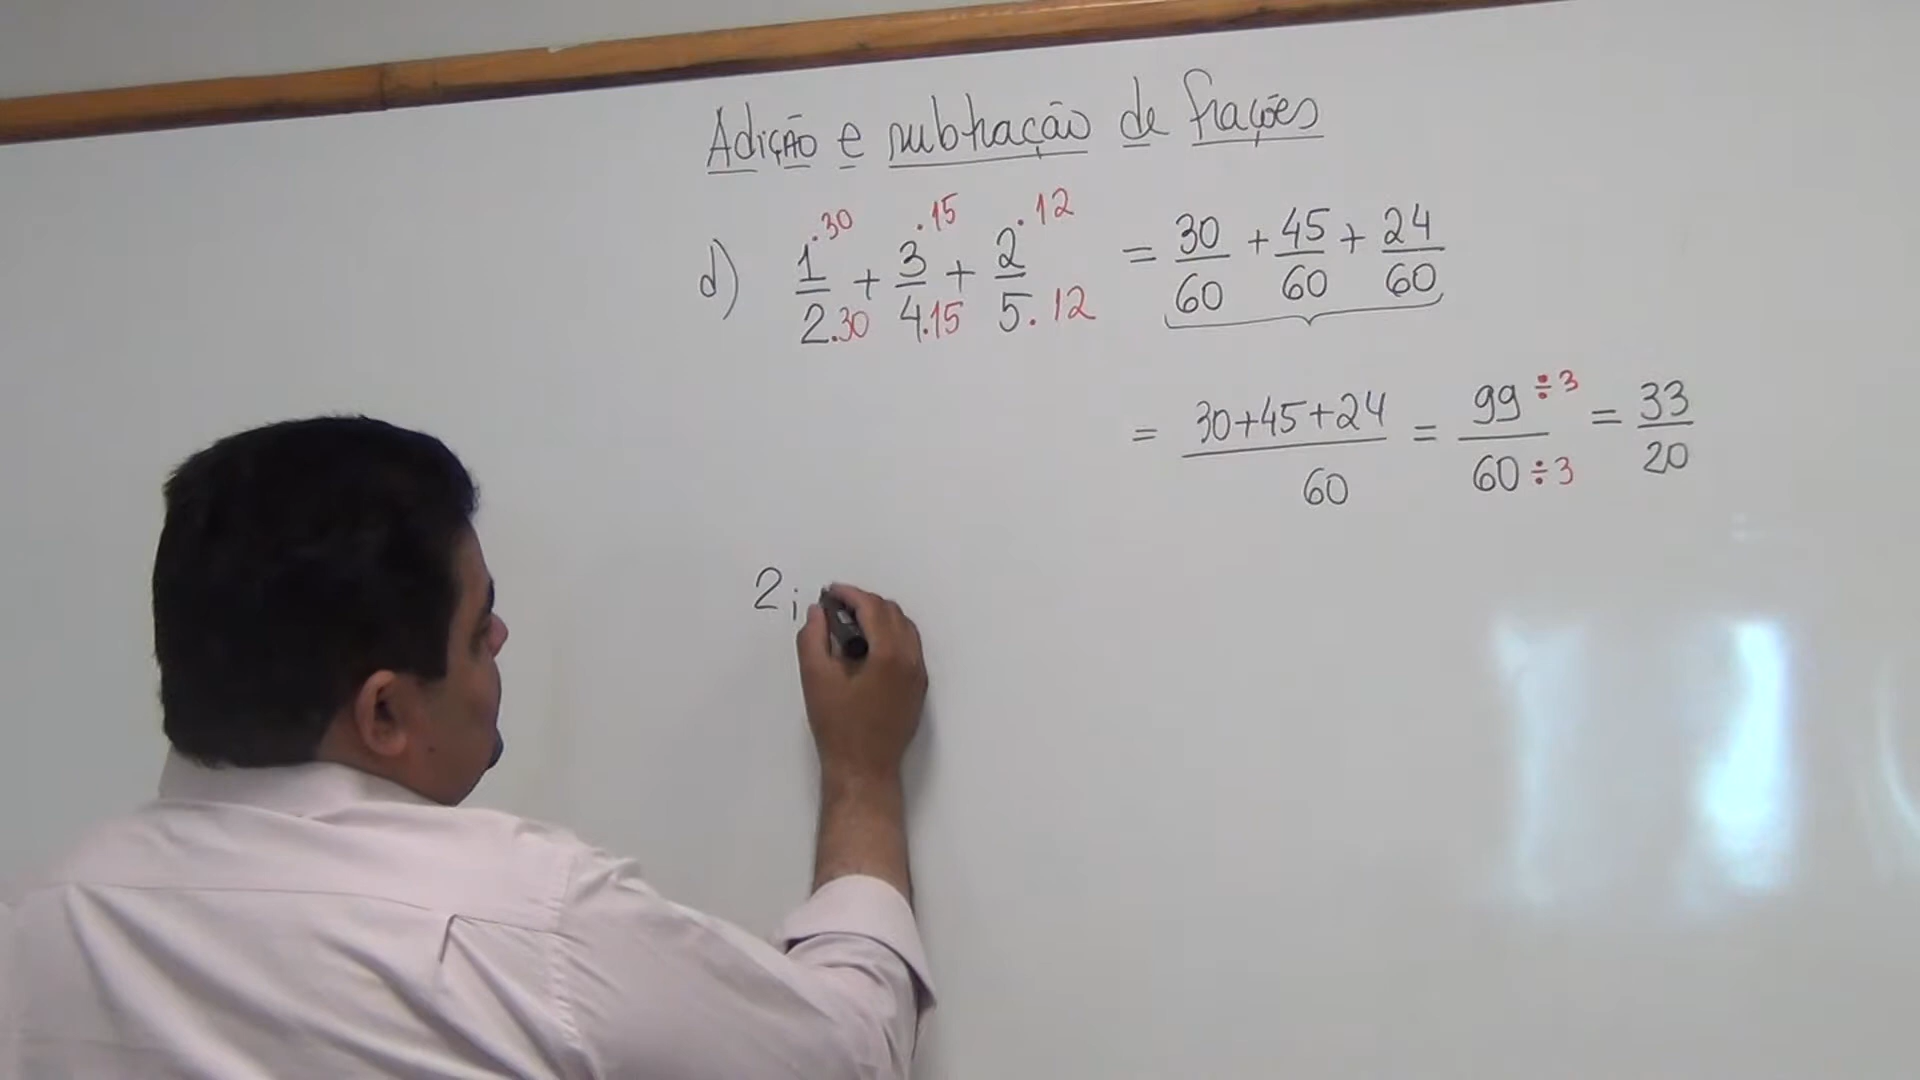 Adição e subtração de frações
d) 1/2 + 3/4 + 2/5 = 30/60 + 45/60 + 24/60
.30 .15 .12
.30 .15 .12
= 30+45+24/60 = 99÷3/60÷3 = 33/20
2;